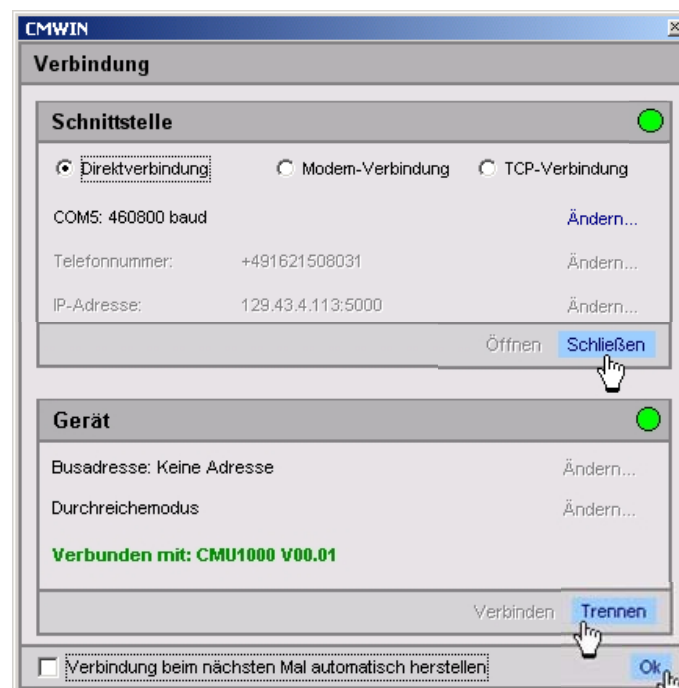 CMWIN
Verbindung
Schnittstelle
Direktverbindung Modem-Verbindung TCP-Verbindung
COM5: 460800 baud Ändern...
Telefonnummer: +491621508031 Ändern...
IP-Adresse: 129.43.4.113:5000 Ändern...
Öffnen Schließen
Gerät
Busadresse: Keine Adresse Ändern...
Durchreichemodus Ändern...
Verbunden mit: CMU1000 V00.01
Verbinden Trennen
Verbindung beim nächsten Mal automatisch herstellen Ok